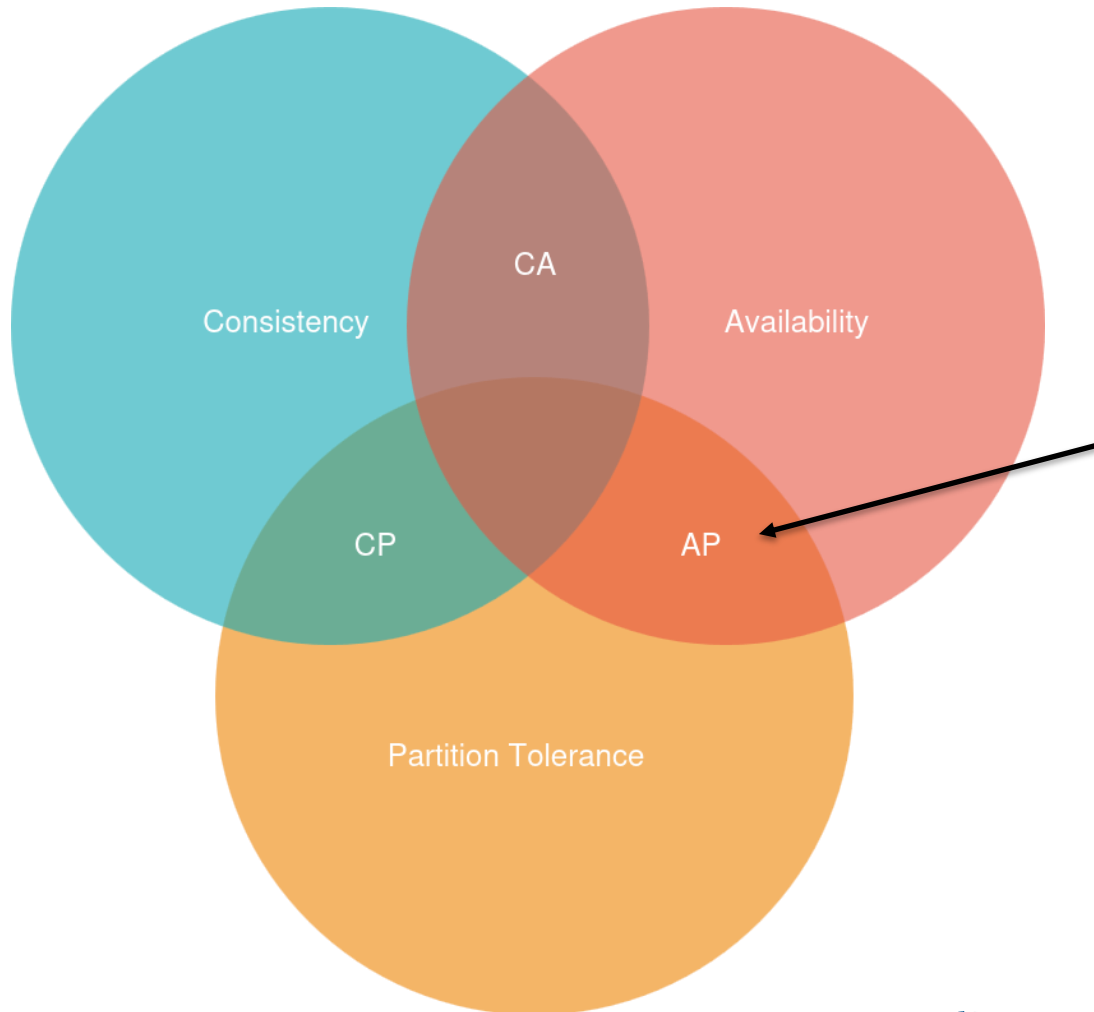 CA
Consistency
Availability
CP
AP
Partition Tolerance